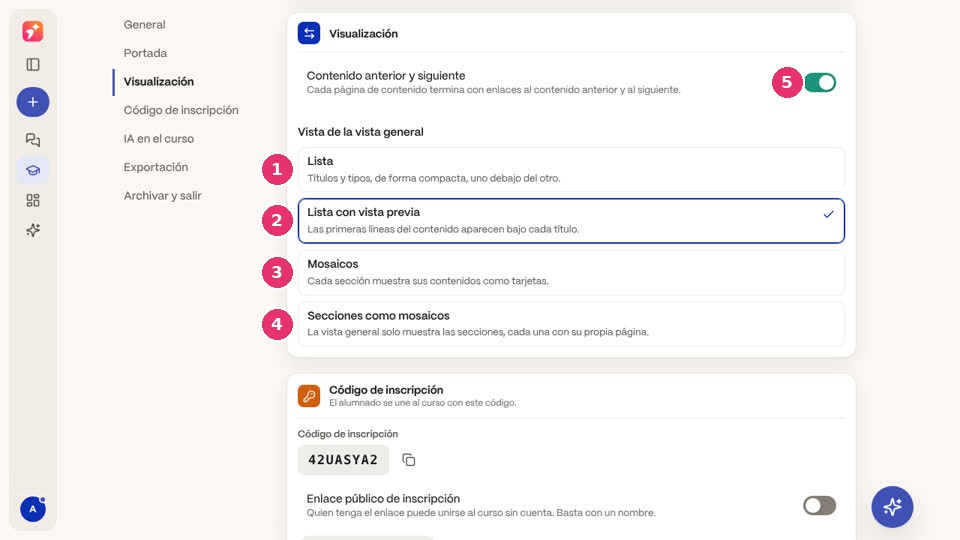 General
Portada
Visualización
Código de inscripción
IA en el curso
Exportación
Archivar y salir
A
Visualización
Contenido anterior y siguiente
Cada página de contenido termina con enlaces al contenido anterior y al siguiente.
5
Vista de la vista general
1
Lista
Títulos y tipos, de forma compacta, uno debajo del otro.
2
Lista con vista previa
Las primeras líneas del contenido aparecen bajo cada título.
3
Mosaicos
Cada sección muestra sus contenidos como tarjetas.
4
Secciones como mosaicos
La vista general solo muestra las secciones, cada una con su propia página.
Código de inscripción
El alumnado se une al curso con este código.
Código de inscripción
42UASYA2
Enlace público de inscripción
Quien tenga el enlace puede unirse al curso sin cuenta. Basta con un nombre.